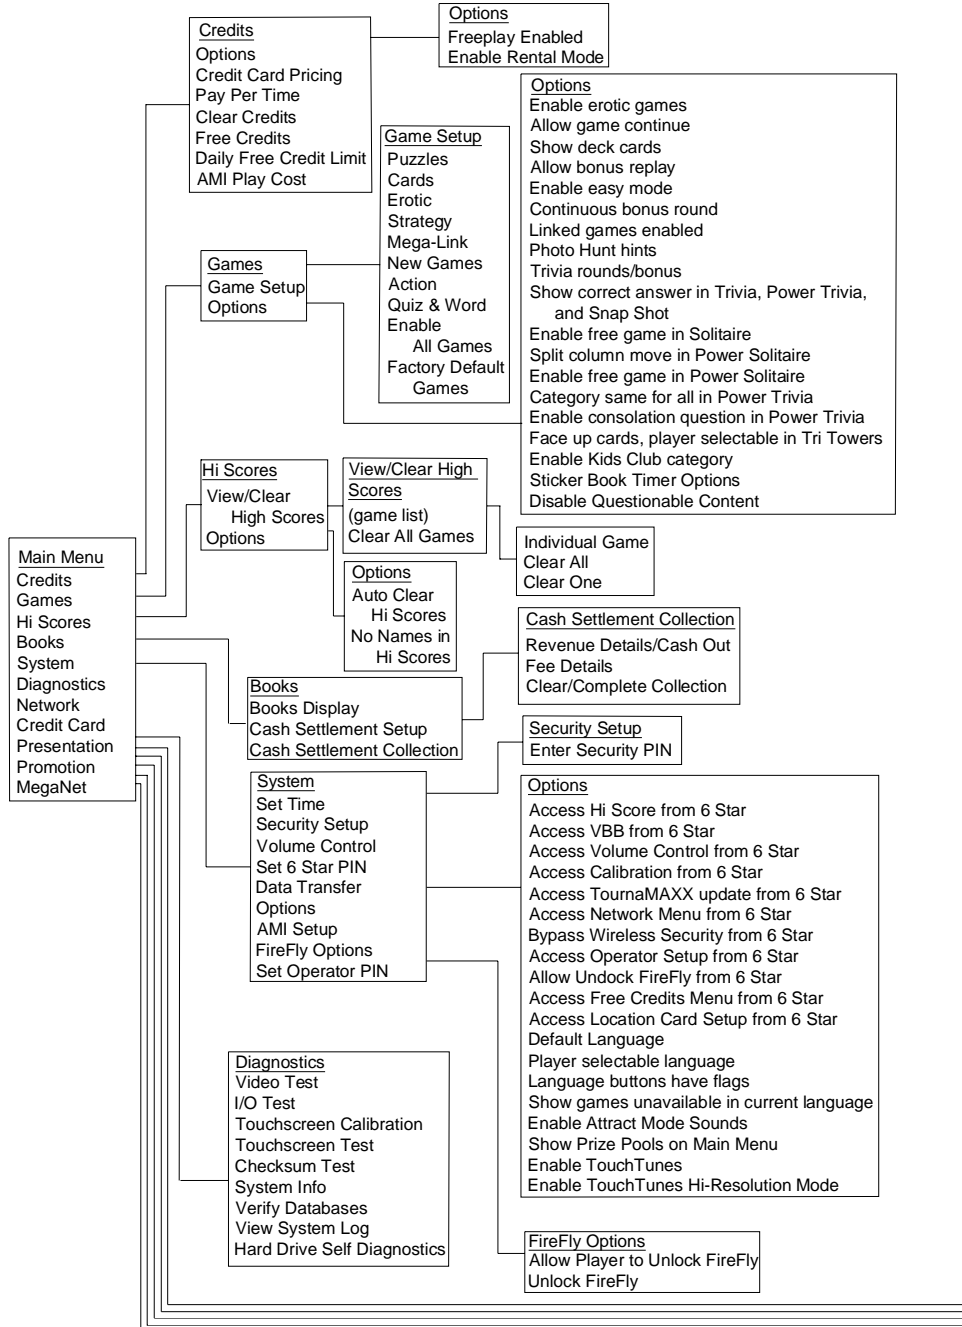 Options
Freeplay Enabled
Enable Rental Mode
Credits
Options
Credit Card Pricing
Pay Per Time
Clear Credits
Free Credits
Daily Free Credit Limit
AMI Play Cost
Options
Enable erotic games
Allow game continue
Show deck cards
Allow bonus replay
Enable easy mode
Continuous bonus round
Linked games enabled
Photo Hunt hints
Trivia rounds/bonus
Show correct answer in Trivia, Power Trivia,
and Snap Shot
Enable free game in Solitaire
Split column move in Power Solitaire
Enable free game in Power Solitaire
Category same for all in Power Trivia
Enable consolation question in Power Trivia
Face up cards, player selectable in Tri Towers
Enable Kids Club category
Sticker Book Timer Options
Disable Questionable Content
Game Setup
Puzzles
Cards
Erotic
Strategy
Mega-Link
New Games
Action
Quiz & Word
Enable
All Games
Factory Default
Games
Games
Game Setup
Options
Hi Scores
View/Clear
High Scores
Options
View/Clear High
Scores
(game list)
Clear All Games
Individual Game
Clear All
Clear One
Options
Auto Clear
Hi Scores
No Names in
Hi Scores
Main Menu
Credits
Games
Hi Scores
Books
System
Diagnostics
Network
Credit Card
Presentation
Promotion
MegaNet
Cash Settlement Collection
Revenue Details/Cash Out
Fee Details
Clear/Complete Collection
Books
Books Display
Cash Settlement Setup
Cash Settlement Collection
Security Setup
Enter Security PIN
System
Set Time
Security Setup
Volume Control
Set 6 Star PIN
Data Transfer
Options
AMI Setup
FireFly Options
Set Operator PIN
Options
Access Hi Score from 6 Star
Access VBB from 6 Star
Access Volume Control from 6 Star
Access Calibration from 6 Star
Access TournaMAXX update from 6 Star
Access Network Menu from 6 Star
Bypass Wireless Security from 6 Star
Access Operator Setup from 6 Star
Allow Undock FireFly from 6 Star
Access Free Credits Menu from 6 Star
Access Location Card Setup from 6 Star
Default Language
Player selectable language
Language buttons have flags
Show games unavailable in current language
Enable Attract Mode Sounds
Show Prize Pools on Main Menu
Enable TouchTunes
Enable TouchTunes Hi-Resolution Mode
Diagnostics
Video Test
I/O Test
Touchscreen Calibration
Touchscreen Test
Checksum Test
System Info
Verify Databases
View System Log
Hard Drive Self Diagnostics
FireFly Options
Allow Player to Unlock FireFly
Unlock FireFly